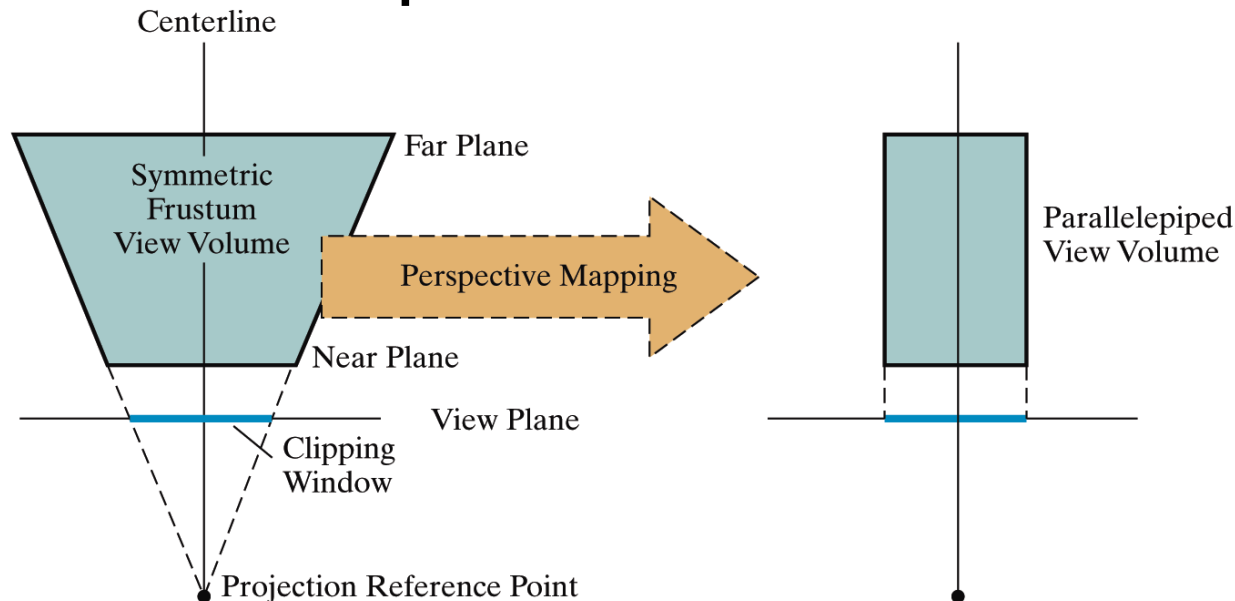 Centerline
Far Plane
Symmetric
Frustum
View Volume
Perspective Mapping
Parallelepiped
View Volume
Near Plane
View Plane
Clipping
Window
Projection Reference Point